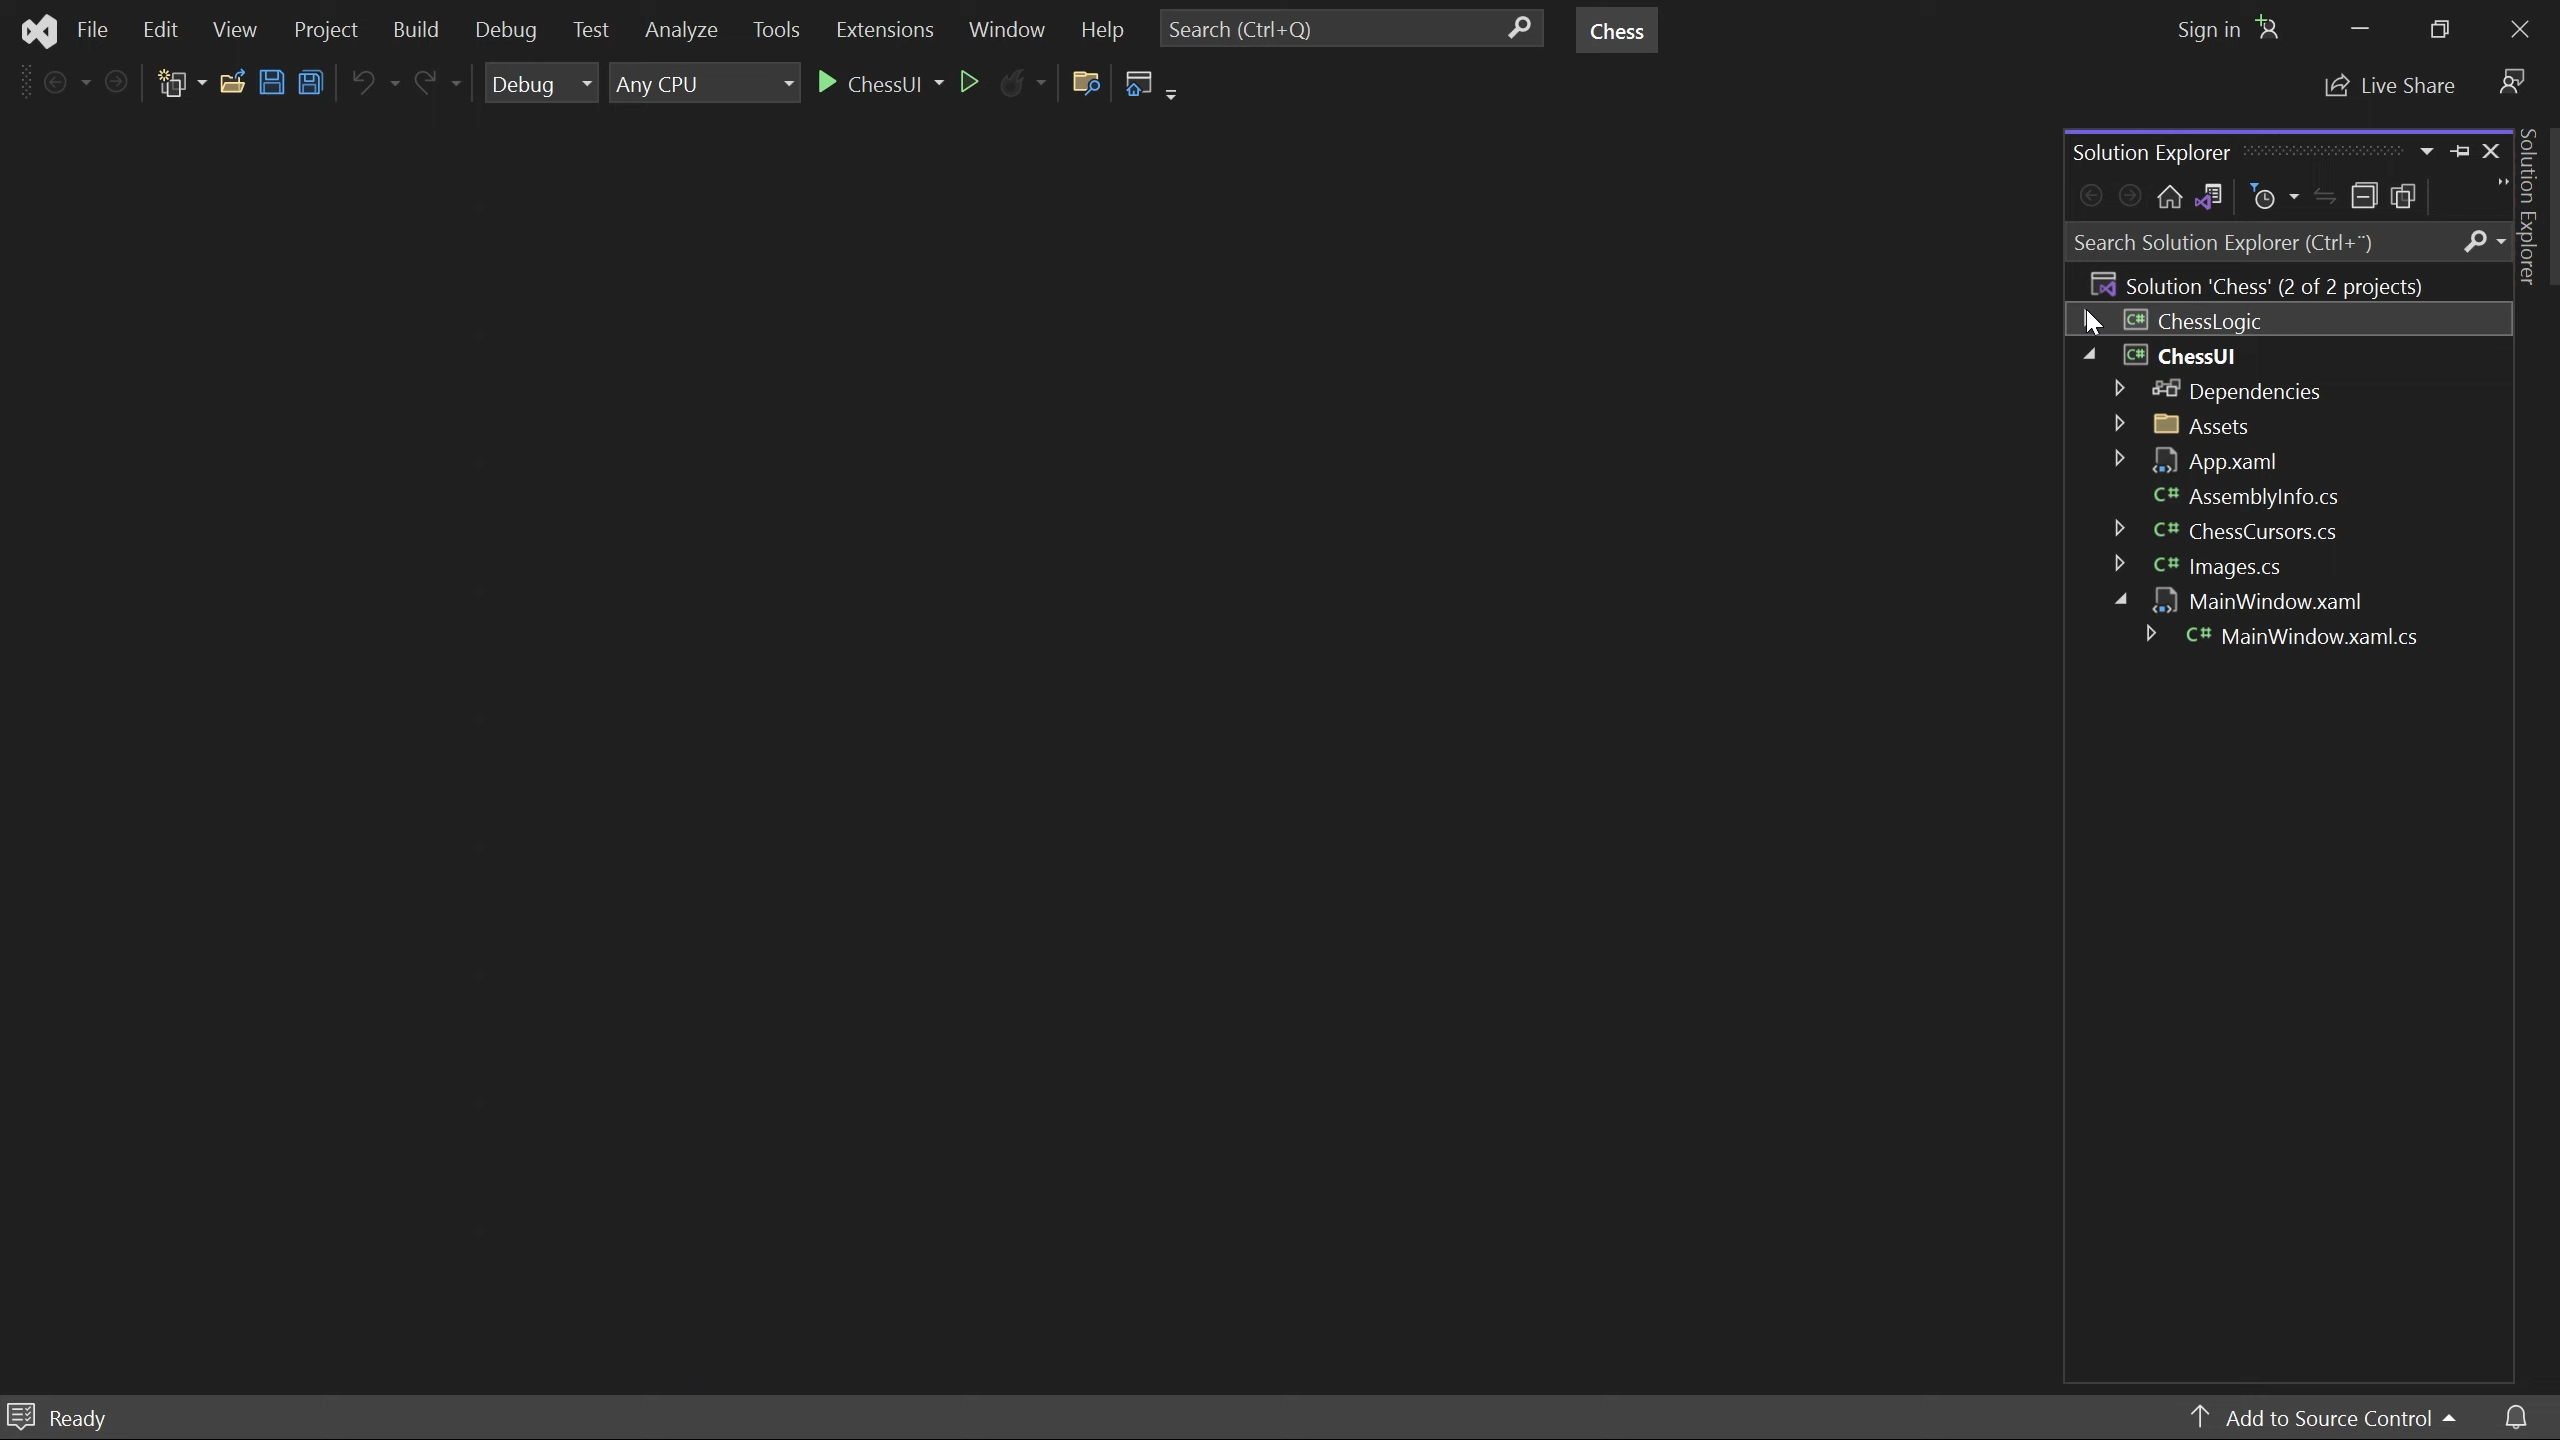 File Edit View Project Build Debug Test Analyze Tools Extensions Window Help Search (Ctrl+Q) Chess Sign in
Debug Any CPU ChessUI Live Share
Solution Explorer
Solution Explorer
Search Solution Explorer (Ctrl+¨)
Solution 'Chess' (2 of 2 projects)
C# ChessLogic
C# ChessUI
Dependencies
Assets
App.xaml
C# AssemblyInfo.cs
C# ChessCursors.cs
C# Images.cs
MainWindow.xaml
C# MainWindow.xaml.cs
Ready Add to Source Control